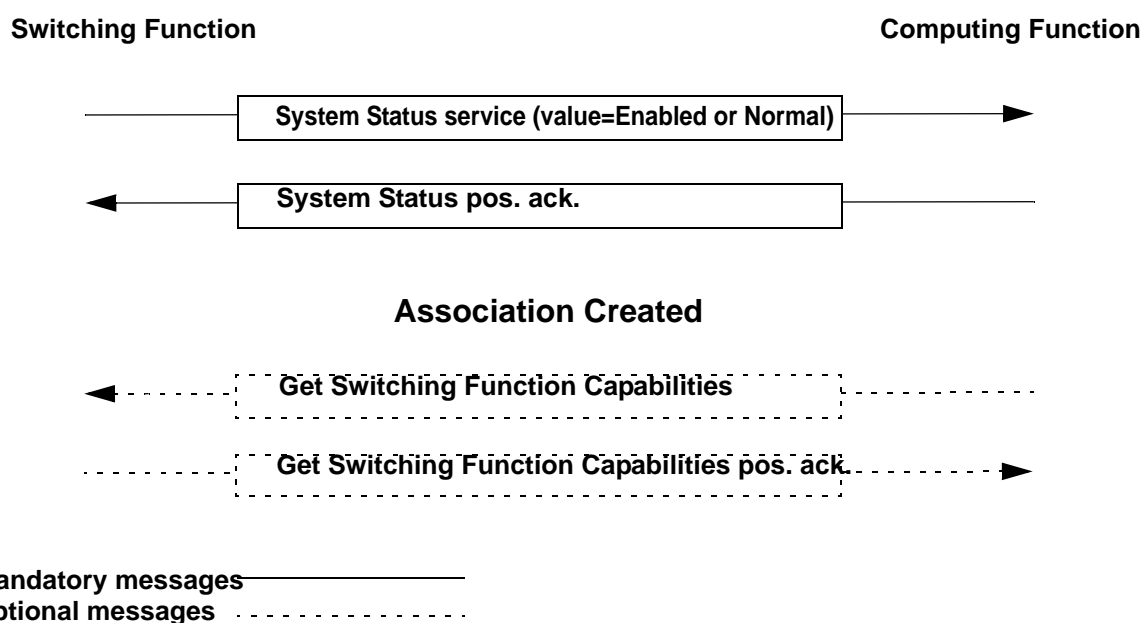 Switching Function Computing Function
System Status service (value=Enabled or Normal)
System Status pos. ack.
Association Created
Get Switching Function Capabilities
Get Switching Function Capabilities pos. ack.
andatory messages
ptional messages